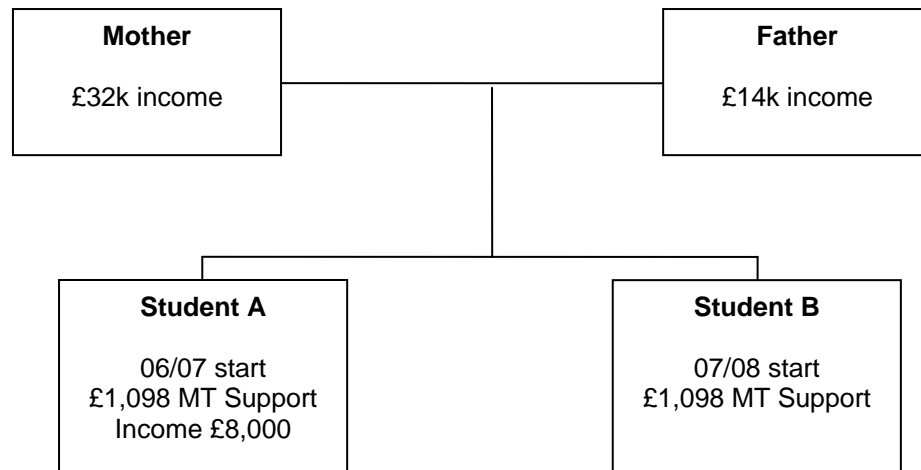 Mother
£32k income
Father
£14k income
Student A
06/07 start
£1,098 MT Support
Income £8,000
Student B
07/08 start
£1,098 MT Support